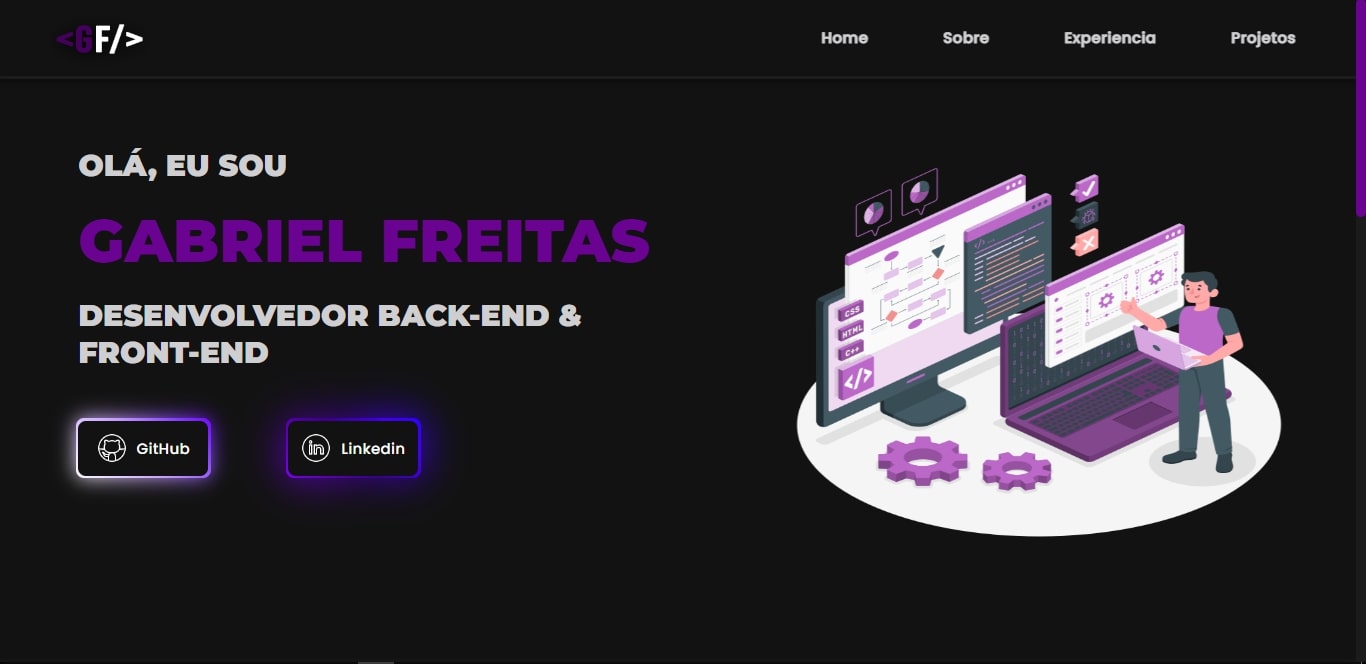 <GF/>
Home
Sobre
Experiencia
Projetos
OLÁ, EU SOU
GABRIEL FREITAS
DESENVOLVEDOR BACK-END &
FRONT-END
GitHub
Linkedin
CSS
HTML
C++
</>